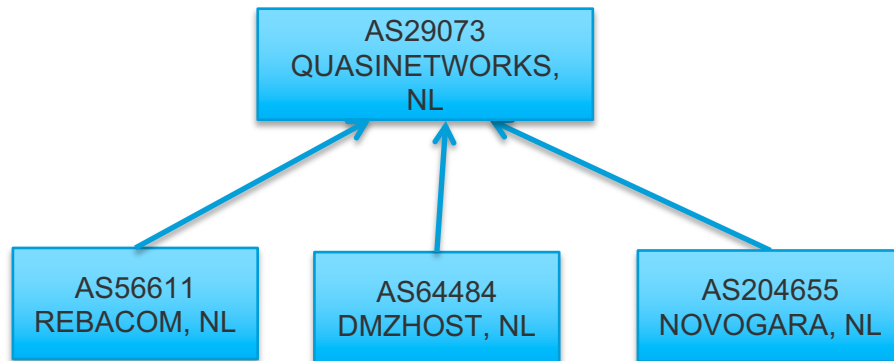 AS29073
QUASINETWORKS,
NL
AS56611
REBACOM, NL
AS64484
DMZHOST, NL
AS204655
NOVOGARA, NL